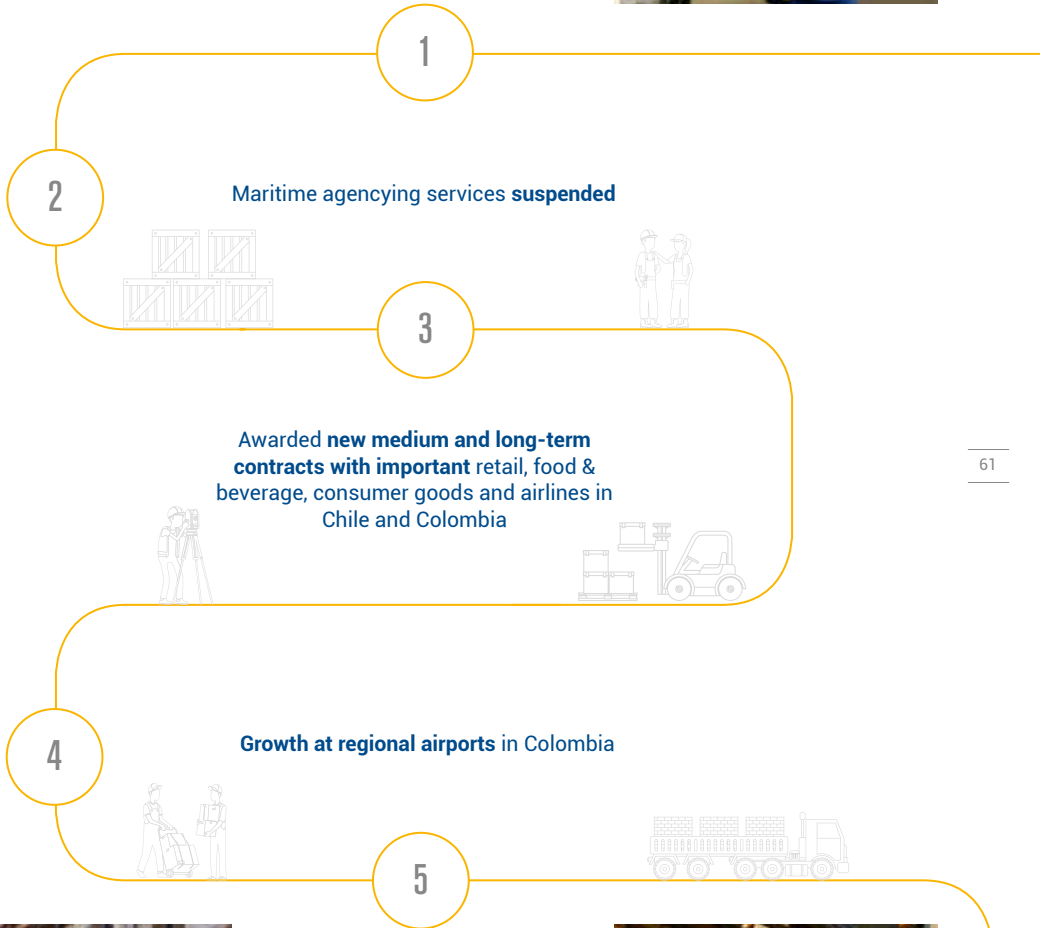 1
2
Maritime agencying services suspended
3
Awarded new medium and long-term
contracts with important retail, food &
beverage, consumer goods and airlines in
Chile and Colombia
61
4
Growth at regional airports in Colombia
5